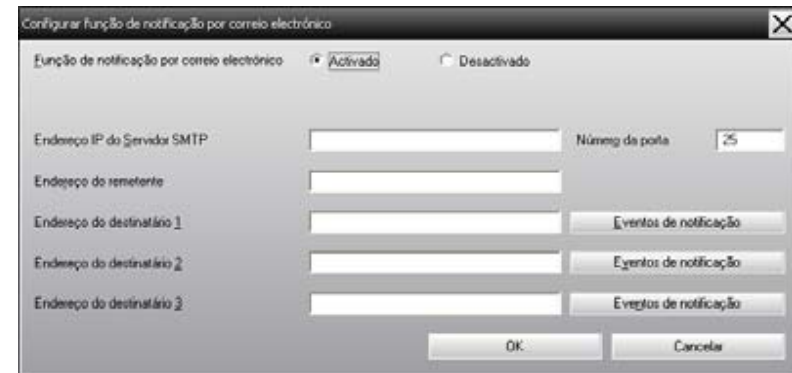 Configurar função de notificação por correio electrónico
Função de notificação por correio electrónico Activado Desactivado
Endereço IP do Servidor SMTP Número da porta 25
Endereço do remetente
Endereço do destinatário 1 Eventos de notificação
Endereço do destinatário 2 Eventos de notificação
Endereço do destinatário 3 Eventos de notificação
OK Cancelar